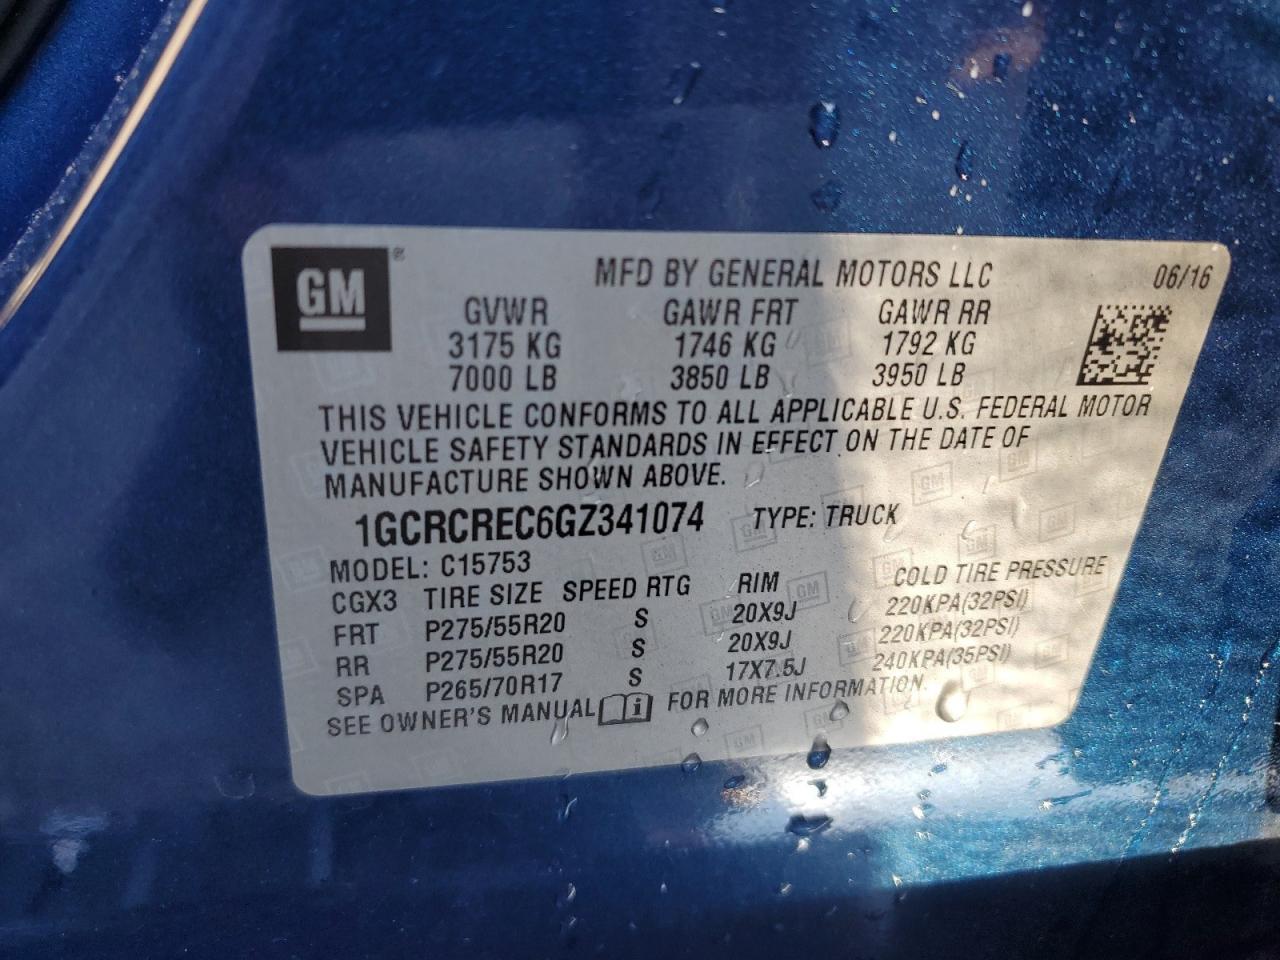 GM®
MFD BY GENERAL MOTORS LLC 06/16
GVWR GAWR FRT GAWR RR
3175 KG 1746 KG 1792 KG
7000 LB 3850 LB 3950 LB
THIS VEHICLE CONFORMS TO ALL APPLICABLE U.S. FEDERAL MOTOR
VEHICLE SAFETY STANDARDS IN EFFECT ON THE DATE OF
MANUFACTURE SHOWN ABOVE.
1GCRCREC6GZ341074 TYPE: TRUCK
MODEL: C15753
CGX3 TIRE SIZE SPEED RTG RIM COLD TIRE PRESSURE
FRT P275/55R20 S 20X9J 220KPA(32PSI)
RR P275/55R20 S 20X9J 220KPA(32PSI)
SPA P265/70R17 S 17X7.5J 240KPA(35PSI)
SEE OWNER'S MANUAL FOR MORE INFORMATION.